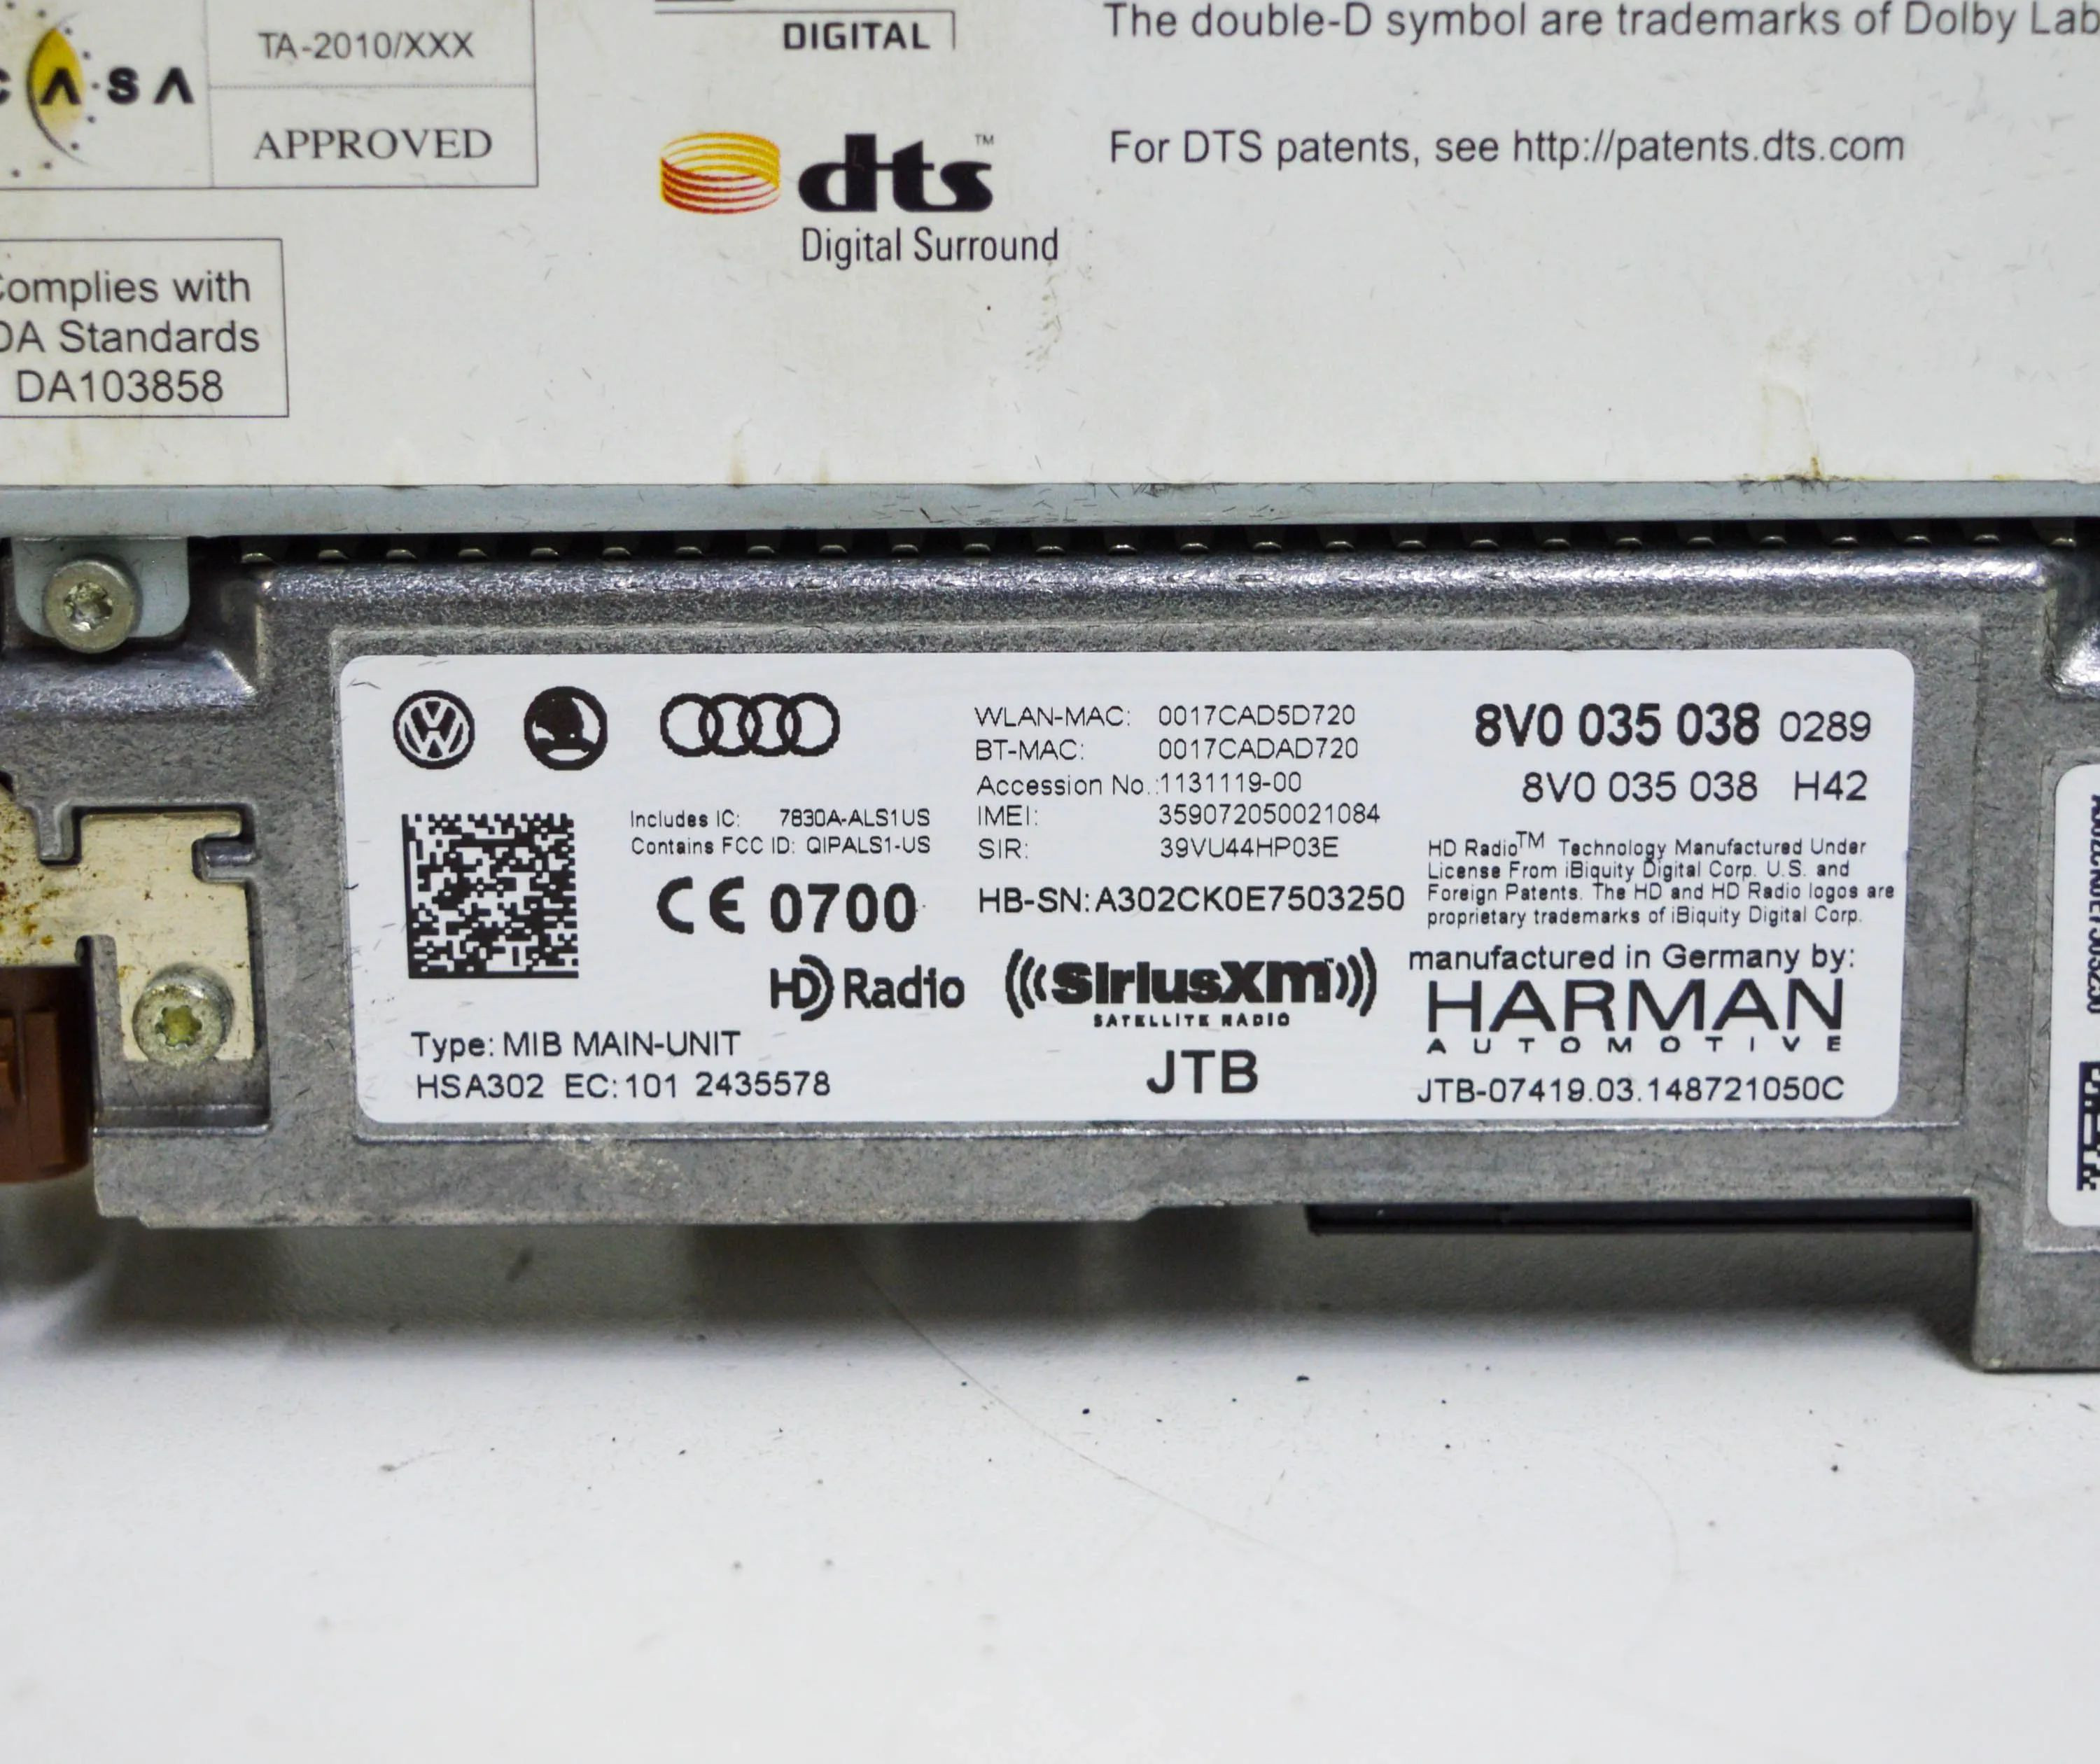 CASA
TA-2010/XXX
APPROVED
DIGITAL
The double-D symbol are trademarks of Dolby Lab
dts™
Digital Surround
For DTS patents, see http://patents.dts.com
omplies with
DA Standards
DA103858
WLAN-MAC: 0017CAD5D720
BT-MAC: 0017CADAD720
Accession No.:1131119-00
IMEI: 359072050021084
SIR: 39VU44HP03E
HB-SN:A302CK0E7503250
8V0 035 038 0289
8V0 035 038 H42
Includes IC: 7830A-ALS1US
Contains FCC ID: QIPALS1-US
CE 0700
HD Radio™ Technology Manufactured Under
License From iBiquity Digital Corp. U.S. and
Foreign Patents. The HD and HD Radio logos are
proprietary trademarks of iBiquity Digital Corp.
HD Radio
SiriusXm
SATELLITE RADIO
JTB
manufactured in Germany by:
HARMAN
AUTOMOTIVE
JTB-07419.03.148721050C
Type: MIB MAIN-UNIT
HSA302 EC:101 2435578